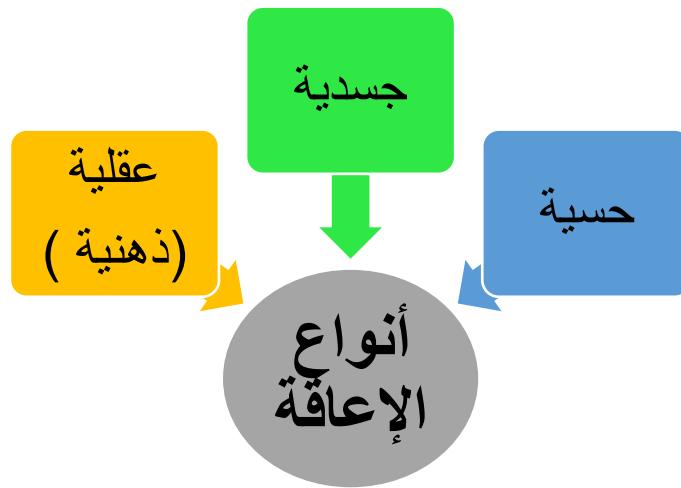 جسدية
حسية
عقلية
(ذهنية )
أنواع
الإعاقة